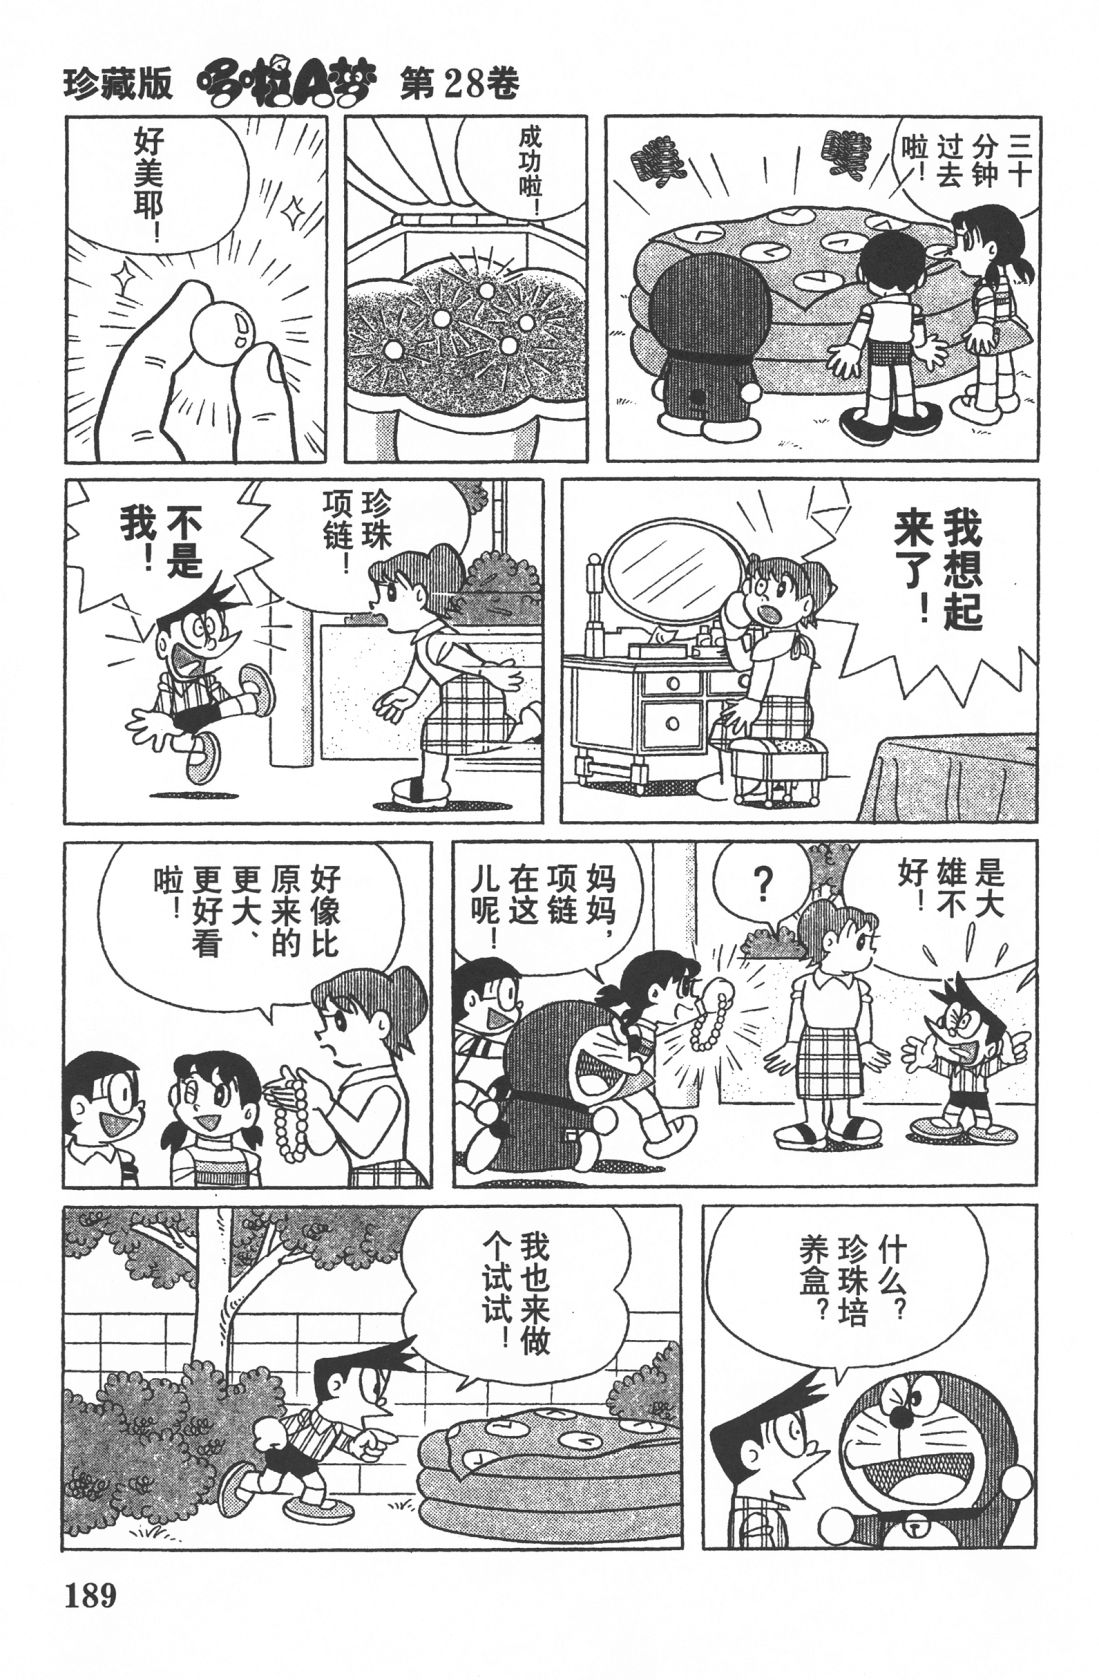 珍藏版 哆啦A梦 第28卷
三十
分钟
过去
啦！
成功啦！
好美耶！
我想起
来了！
珍珠
项链！
不是
我！
是大
雄不
好！
？
妈妈，
项链
在这
儿呢！
好像比
原来的
更大、
更好看
啦！
什么？
珍珠培
养盒？
我也来做
个试试！
189